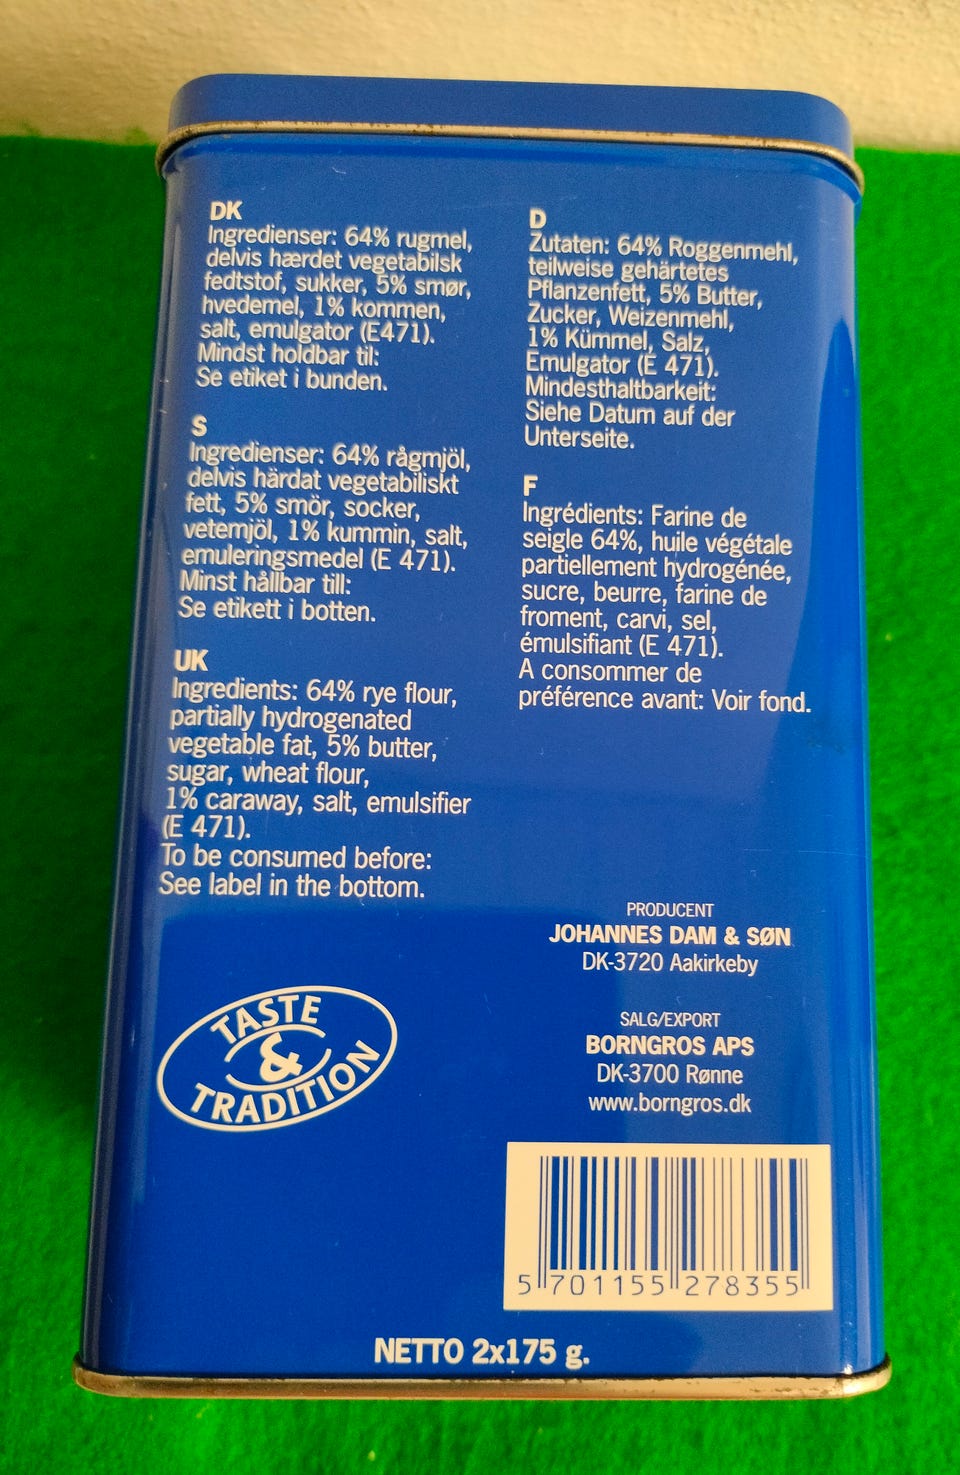 DK
Ingredienser: 64% rugmel,
delvis hærdet vegetabilsk
fedtstof, sukker, 5% smør,
hvedemel, 1% kommen,
salt, emulgator (E471).
Mindst holdbar til:
Se etiket i bunden.
S
Ingredienser: 64% rågmjöl,
delvis härdat vegetabiliskt
fett, 5% smör, socker,
vetemjöl, 1% kummin, salt,
emuleringsmedel (E 471).
Minst hållbar till:
Se etikett i botten.
UK
Ingredients: 64% rye flour,
partially hydrogenated
vegetable fat, 5% butter,
sugar, wheat flour,
1% caraway, salt, emulsifier
(E 471).
To be consumed before:
See label in the bottom.
D
Zutaten: 64% Roggenmehl,
teilweise gehärtetes
Pflanzenfett, 5% Butter,
Zucker, Weizenmehl,
1% Kümmel, Salz,
Emulgator (E 471).
Mindesthaltbarkeit:
Siehe Datum auf der
Unterseite.
F
Ingrédients: Farine de
seigle 64%, huile végétale
partiellement hydrogénée,
sucre, beurre, farine de
froment, carvi, sel,
émulsifiant (E 471).
A consommer de
préférence avant: Voir fond.
TASTE
&
TRADITION
PRODUCENT
JOHANNES DAM & SØN
DK-3720 Aakirkeby
SALG/EXPORT
BORNGROS APS
DK-3700 Rønne
www.borngros.dk
5 701155 278355
NETTO 2x175 g.